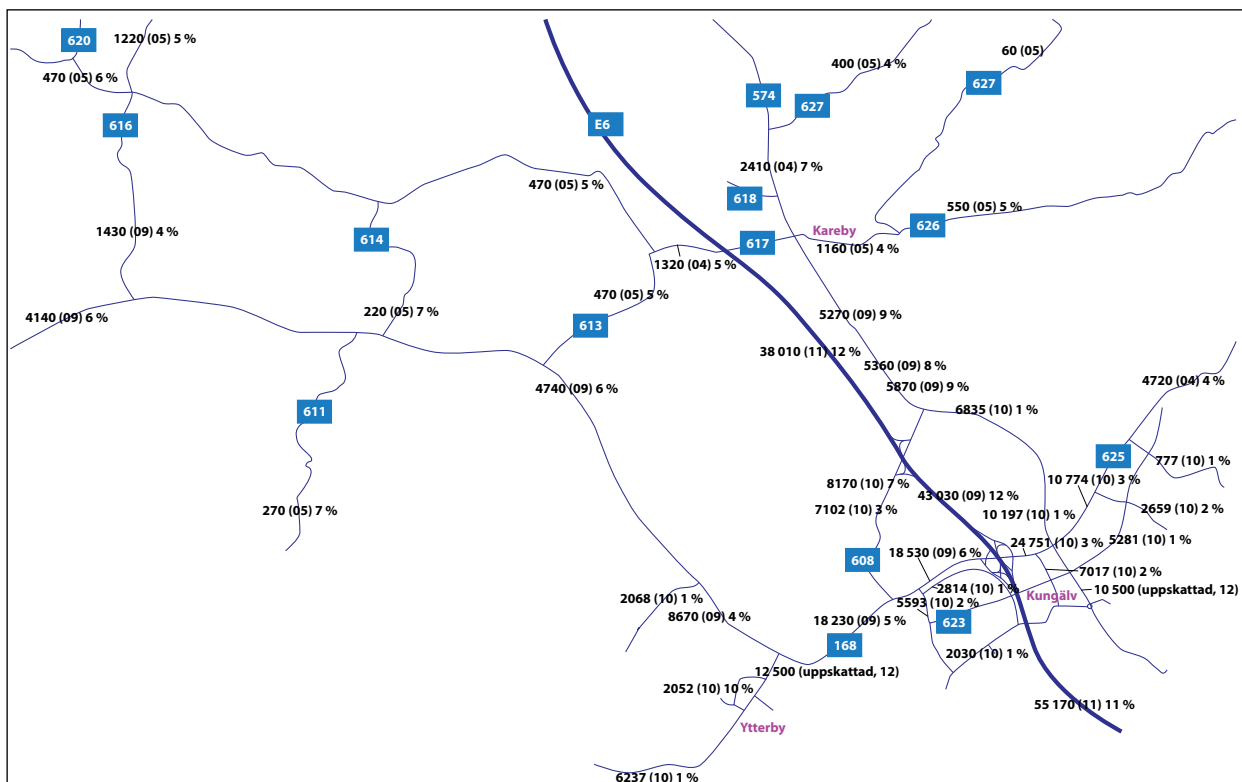 620
1220 (05) 5 %
470 (05) 6 %
616
E6
574
400 (05) 4 %
627
60 (05)
627
2410 (04) 7 %
470 (05) 5 %
618
550 (05) 5 %
626
Kareby
1430 (09) 4 %
614
617
1160 (05) 4 %
1320 (04) 5 %
470 (05) 5 %
4140 (09) 6 %
220 (05) 7 %
613
5270 (09) 9 %
38 010 (11) 12 %
5360 (09) 8 %
5870 (09) 9 %
4740 (09) 6 %
4720 (04) 4 %
611
6835 (10) 1 %
625
777 (10) 1 %
10 774 (10) 3 %
8170 (10) 7 %
43 030 (09) 12 %
270 (05) 7 %
7102 (10) 3 %
10 197 (10) 1 %
2659 (10) 2 %
24 751 (10) 3 %
5281 (10) 1 %
608
18 530 (09) 6 %
7017 (10) 2 %
2814 (10) 1 %
Kungälv
10 500 (uppskattad, 12)
2068 (10) 1 %
5593 (10) 2 %
8670 (09) 4 %
18 230 (09) 5 %
623
168
2030 (10) 1 %
12 500 (uppskattad, 12)
2052 (10) 10 %
55 170 (11) 11 %
Ytterby
6237 (10) 1 %